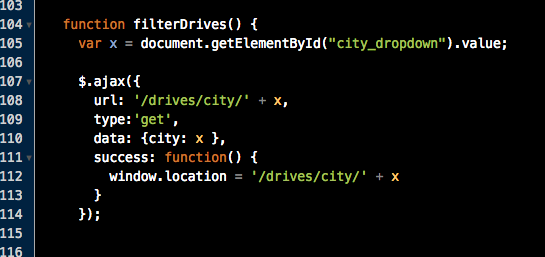 103
104 function filterDrives() {
105 var x = document.getElementById("city_dropdown").value;
106
107 $.ajax({
108 url: '/drives/city/' + x,
109 type:'get',
110 data: {city: x },
111 success: function() {
112 window.location = '/drives/city/' + x
113 }
114 });
115
116